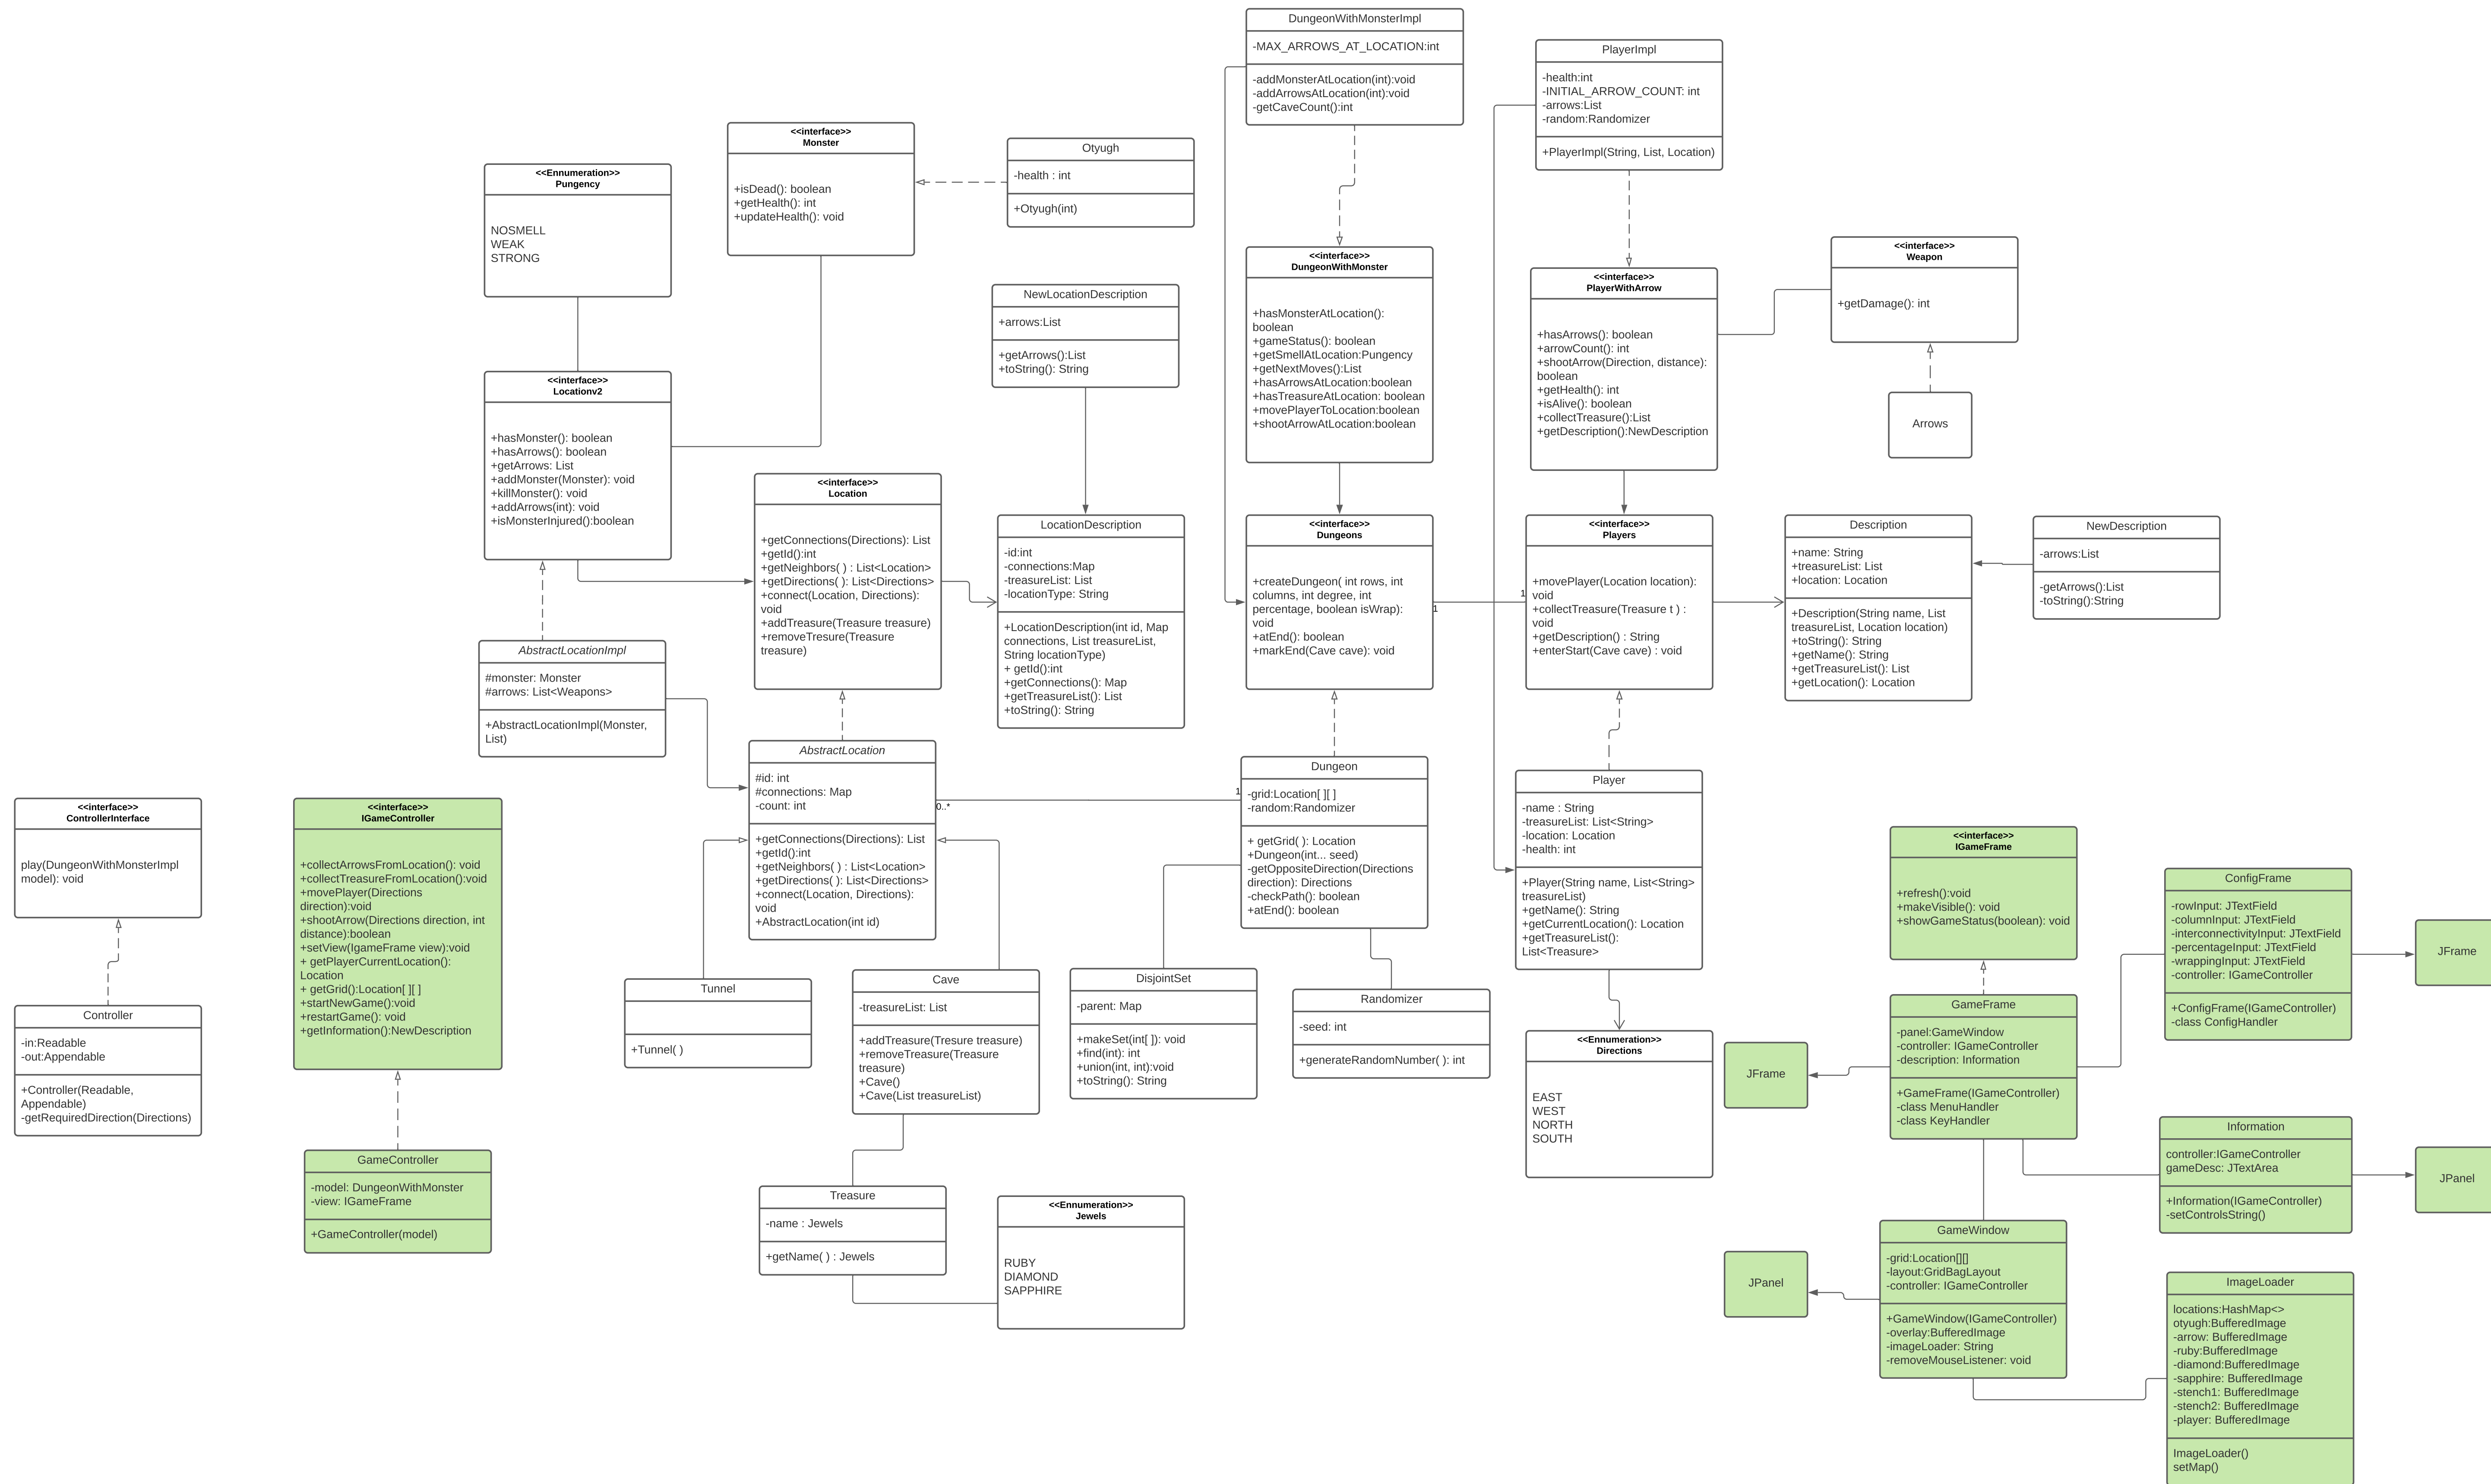 DungeonWithMonsterImpl
-MAX_ARROWS_AT_LOCATION:int
-addMonsterAtLocation(int):void
-addArrowsAtLocation(int):void
-getCaveCount():int
PlayerImpl
-health:int
-INITIAL_ARROW_COUNT: int
-arrows:List
-random:Randomizer
+PlayerImpl(String, List, Location)
<<interface>>
Monster
+isDead(): boolean
+getHealth(): int
+updateHealth(): void
Otyugh
-health : int
+Otyugh(int)
<<Ennumeration>>
Pungency
NOSMELL
WEAK
STRONG
<<interface>>
DungeonWithMonster
+hasMonsterAtLocation():
boolean
+gameStatus(): boolean
+getSmellAtLocation:Pungency
+getNextMoves():List
+hasArrowsAtLocation:boolean
+hasTreasureAtLocation: boolean
+movePlayerToLocation:boolean
+shootArrowAtLocation:boolean
<<interface>>
PlayerWithArrow
+hasArrows(): boolean
+arrowCount(): int
+shootArrow(Direction, distance):
boolean
+getHealth(): int
+isAlive(): boolean
+collectTreasure():List
+getDescription():NewDescription
<<interface>>
Weapon
+getDamage(): int
Arrows
NewLocationDescription
+arrows:List
+getArrows():List
+toString(): String
<<interface>>
Locationv2
+hasMonster(): boolean
+hasArrows(): boolean
+getArrows: List
+addMonster(Monster): void
+killMonster(): void
+addArrows(int): void
+isMonsterInjured():boolean
<<interface>>
Location
+getConnections(Directions): List
+getId():int
+getNeighbors( ) : List<Location>
+getDirections( ): List<Directions>
+connect(Location, Directions):
void
+addTreasure(Treasure treasure)
+removeTresure(Treasure
treasure)
LocationDescription
-id:int
-connections:Map
-treasureList: List
-locationType: String
+LocationDescription(int id, Map
connections, List treasureList,
String locationType)
+ getId():int
+getConnections(): Map
+getTreasureList(): List
+toString(): String
<<interface>>
Dungeons
+createDungeon( int rows, int
columns, int degree, int
percentage, boolean isWrap):
void
+atEnd(): boolean
+markEnd(Cave cave): void
1
1
<<interface>>
Players
+movePlayer(Location location):
void
+collectTreasure(Treasure t ) :
void
+getDescription() : String
+enterStart(Cave cave) : void
Description
+name: String
+treasureList: List
+location: Location
+Description(String name, List
treasureList, Location location)
+toString(): String
+getName(): String
+getTreasureList(): List
+getLocation(): Location
NewDescription
-arrows:List
-getArrows():List
-toString():String
AbstractLocationImpl
#monster: Monster
#arrows: List<Weapons>
+AbstractLocationImpl(Monster,
List)
AbstractLocation
#id: int
#connections: Map
-count: int
+getConnections(Directions): List
+getId():int
+getNeighbors( ) : List<Location>
+getDirections( ): List<Directions>
+connect(Location, Directions):
void
+AbstractLocation(int id)
0..*
1
Dungeon
-grid:Location[ ][ ]
-random:Randomizer
+ getGrid( ): Location
+Dungeon(int... seed)
-getOppositeDirection(Directions
direction): Directions
-checkPath(): boolean
+atEnd(): boolean
Player
-name : String
-treasureList: List<String>
-location: Location
-health: int
+Player(String name, List<String>
treasureList)
+getName(): String
+getCurrentLocation(): Location
+getTreasureList():
List<Treasure>
<<interface>>
ControllerInterface
play(DungeonWithMonsterImpl
model): void
Controller
-in:Readable
-out:Appendable
+Controller(Readable,
Appendable)
-getRequiredDirection(Directions)
<<interface>>
IGameController
+collectArrowsFromLocation(): void
+collectTreasureFromLocation():void
+movePlayer(Directions
direction):void
+shootArrow(Directions direction, int
distance):boolean
+setView(IgameFrame view):void
+ getPlayerCurrentLocation():
Location
+ getGrid():Location[ ][ ]
+startNewGame():void
+restartGame(): void
+getInformation():NewDescription
GameController
-model: DungeonWithMonster
-view: IGameFrame
+GameController(model)
Tunnel
+Tunnel( )
Cave
-treasureList: List
+addTreasure(Tresure treasure)
+removeTreasure(Treasure
treasure)
+Cave()
+Cave(List treasureList)
DisjointSet
-parent: Map
+makeSet(int[ ]): void
+find(int): int
+union(int, int):void
+toString(): String
Randomizer
-seed: int
+generateRandomNumber( ): int
<<Ennumeration>>
Directions
EAST
WEST
NORTH
SOUTH
Treasure
-name : Jewels
+getName( ) : Jewels
<<Ennumeration>>
Jewels
RUBY
DIAMOND
SAPPHIRE
<<interface>>
IGameFrame
+refresh():void
+makeVisible(): void
+showGameStatus(boolean): void
GameFrame
-panel:GameWindow
-controller: IGameController
-description: Information
+GameFrame(IGameController)
-class MenuHandler
-class KeyHandler
JFrame
ConfigFrame
-rowInput: JTextField
-columnInput: JTextField
-interconnectivityInput: JTextField
-percentageInput: JTextField
-wrappingInput: JTextField
-controller: IGameController
+ConfigFrame(IGameController)
-class ConfigHandler
JFrame
Information
controller:IGameController
gameDesc: JTextArea
+Information(IGameController)
-setControlsString()
JPanel
GameWindow
-grid:Location[][]
-layout:GridBagLayout
-controller: IGameController
+GameWindow(IGameController)
-overlay:BufferedImage
-imageLoader: String
-removeMouseListener: void
JPanel
ImageLoader
locations:HashMap<>
otyugh:BufferedImage
-arrow: BufferedImage
-ruby:BufferedImage
-diamond:BufferedImage
-sapphire: BufferedImage
-stench1: BufferedImage
-stench2: BufferedImage
-player: BufferedImage
ImageLoader()
setMap()